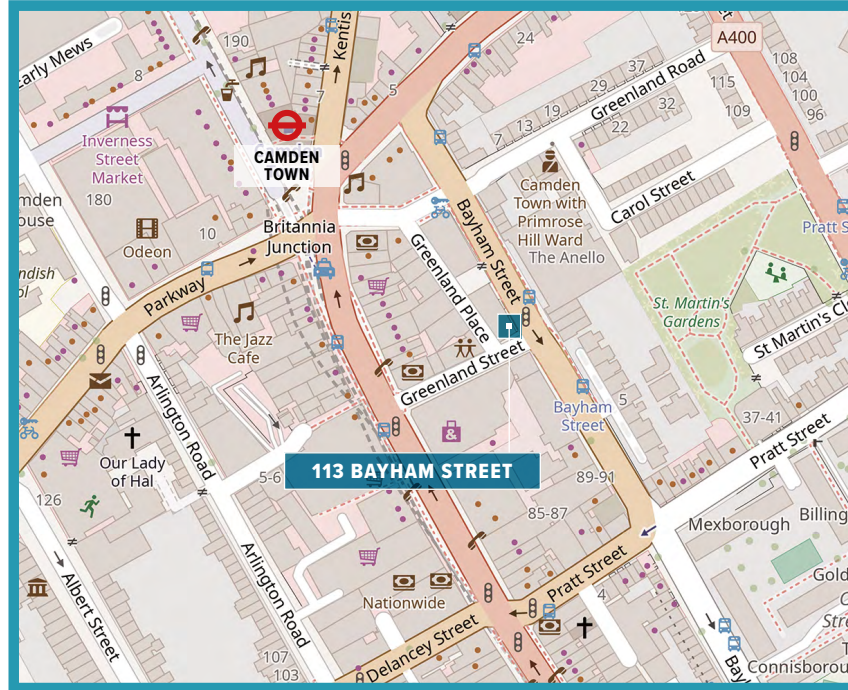 Early Mews
190
8
Kentis
24
A400
108
104
100
96
115
109
37
29
19
13
7
32
22
Greenland Road
5
7
Inverness
Street
Market
CAMDEN
TOWN
180
Odeon
10
Britannia
Junction
Parkway
The Jazz
Cafe
Camden
Town with
Primrose
Hill Ward
The Anello
Carol Street
Bayham Street
Greenland Place
Greenland Street
St. Martin's
Gardens
Pratt S
St Martin's Clo
mden
ouse
ndish
ol
Arlington Road
Our Lady
of Hal
126
5-6
&
113 BAYHAM STREET
Bayham
Street
5
37-41
Pratt Street
89-91
85-87
Mexborough
Billing
Albert Street
Arlington Road
Nationwide
Pratt Street
4
Delancey Street
107
103
Gold
Stre
Connisborou
Bay